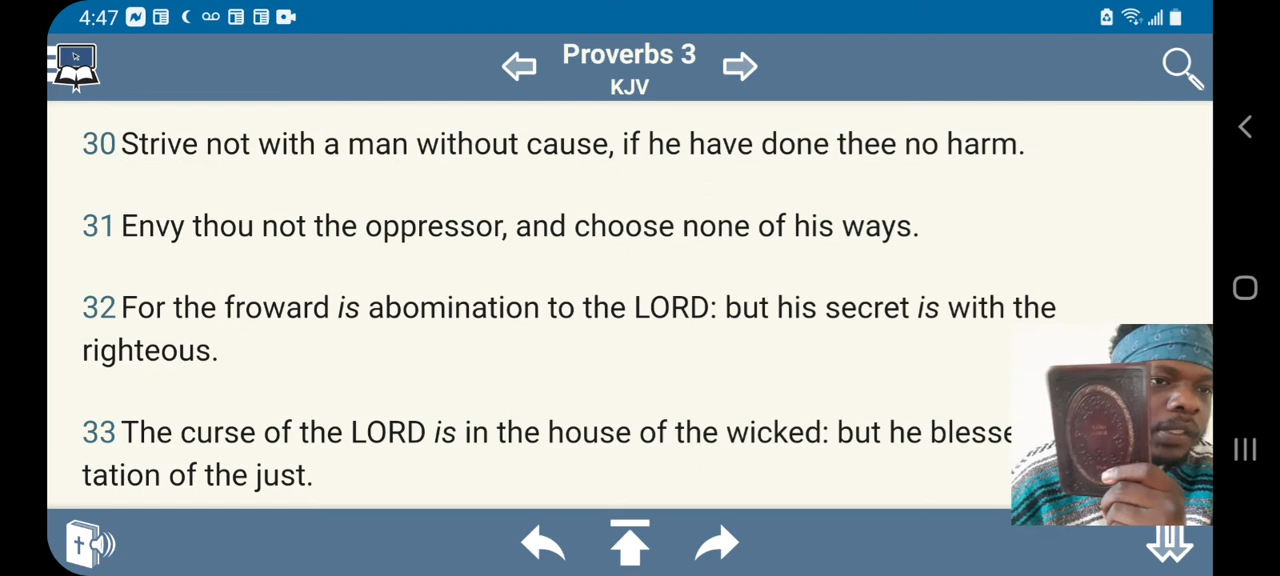 4:47
Proverbs 3
KJV
30 Strive not with a man without cause, if he have done thee no harm.
31 Envy thou not the oppressor, and choose none of his ways.
32 For the froward is abomination to the LORD: but his secret is with the
righteous.
33 The curse of the LORD is in the house of the wicked: but he blesse
tation of the just.